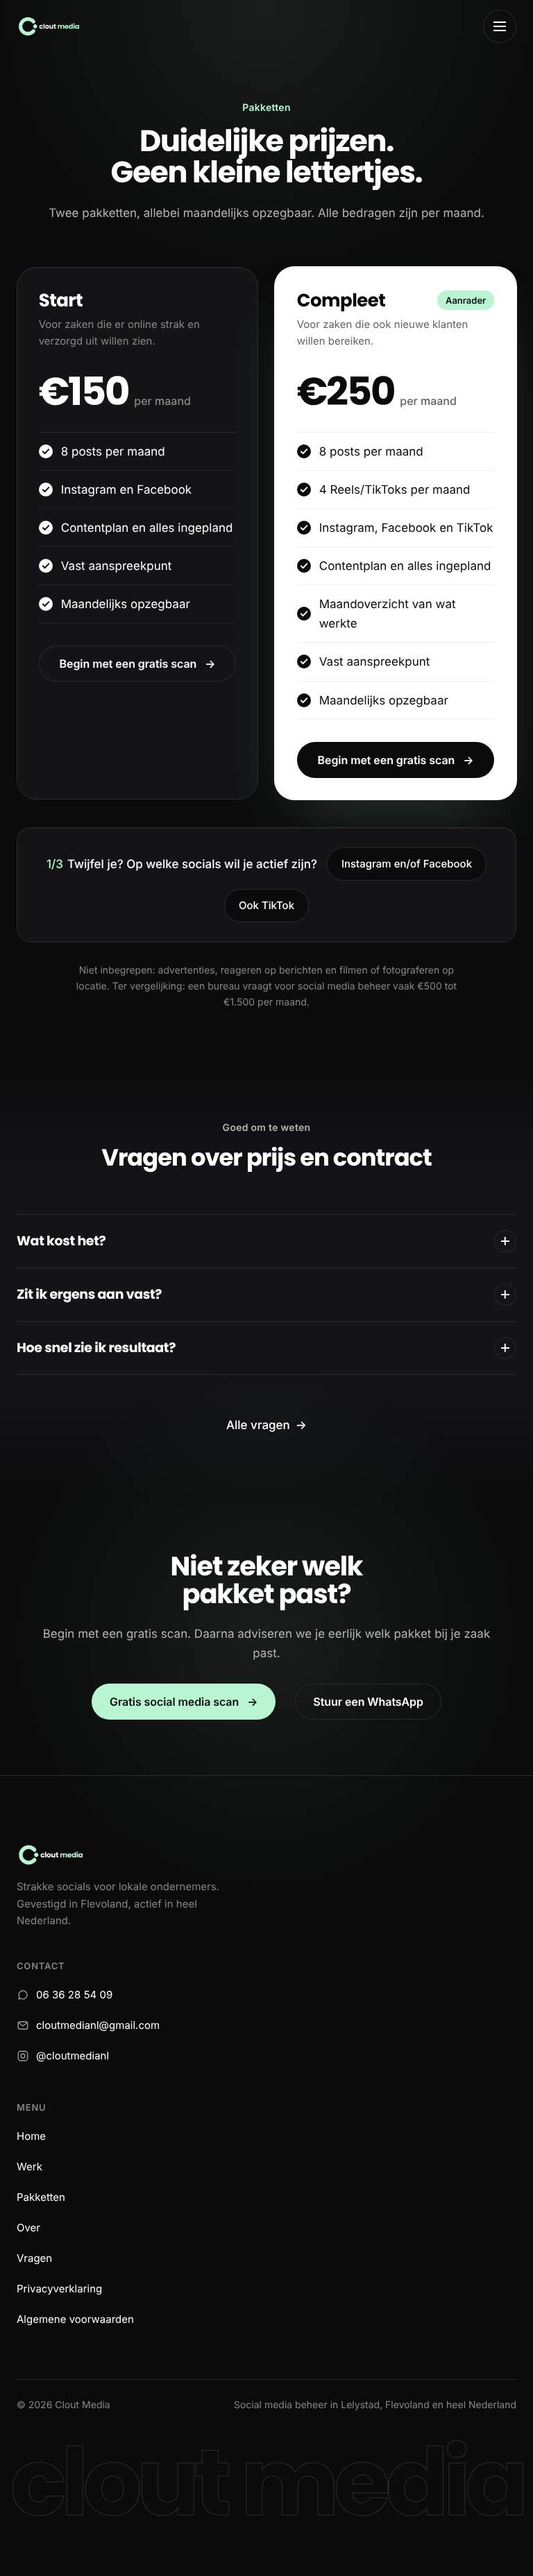 clout media
Pakketten
Duidelijke prijzen.
Geen kleine lettertjes.
Twee pakketten, allebei maandelijks opzegbaar. Alle bedragen zijn per maand.
Start
Voor zaken die er online strak en
verzorgd uit willen zien.
€150 per maand
8 posts per maand
Instagram en Facebook
Contentplan en alles ingepland
Vast aanspreekpunt
Maandelijks opzegbaar
Begin met een gratis scan →
Compleet
Aanrader
Voor zaken die ook nieuwe klanten
willen bereiken.
€250 per maand
8 posts per maand
4 Reels/TikToks per maand
Instagram, Facebook en TikTok
Contentplan en alles ingepland
Maandoverzicht van wat
werkte
Vast aanspreekpunt
Maandelijks opzegbaar
Begin met een gratis scan →
1/3 Twijfel je? Op welke socials wil je actief zijn?
Instagram en/of Facebook
Ook TikTok
Niet inbegrepen: advertenties, reageren op berichten en filmen of fotograferen op
locatie. Ter vergelijking: een bureau vraagt voor social media beheer vaak €500 tot
€1.500 per maand.
Goed om te weten
Vragen over prijs en contract
Wat kost het?
Zit ik ergens aan vast?
Hoe snel zie ik resultaat?
Alle vragen →
Niet zeker welk
pakket past?
Begin met een gratis scan. Daarna adviseren we je eerlijk welk pakket bij je zaak
past.
Gratis social media scan →
Stuur een WhatsApp
clout media
Strakke socials voor lokale ondernemers.
Gevestigd in Flevoland, actief in heel
Nederland.
CONTACT
06 36 28 54 09
cloutmedianl@gmail.com
@cloutmedianl
MENU
Home
Werk
Pakketten
Over
Vragen
Privacyverklaring
Algemene voorwaarden
© 2026 Clout Media
Social media beheer in Lelystad, Flevoland en heel Nederland
clout media